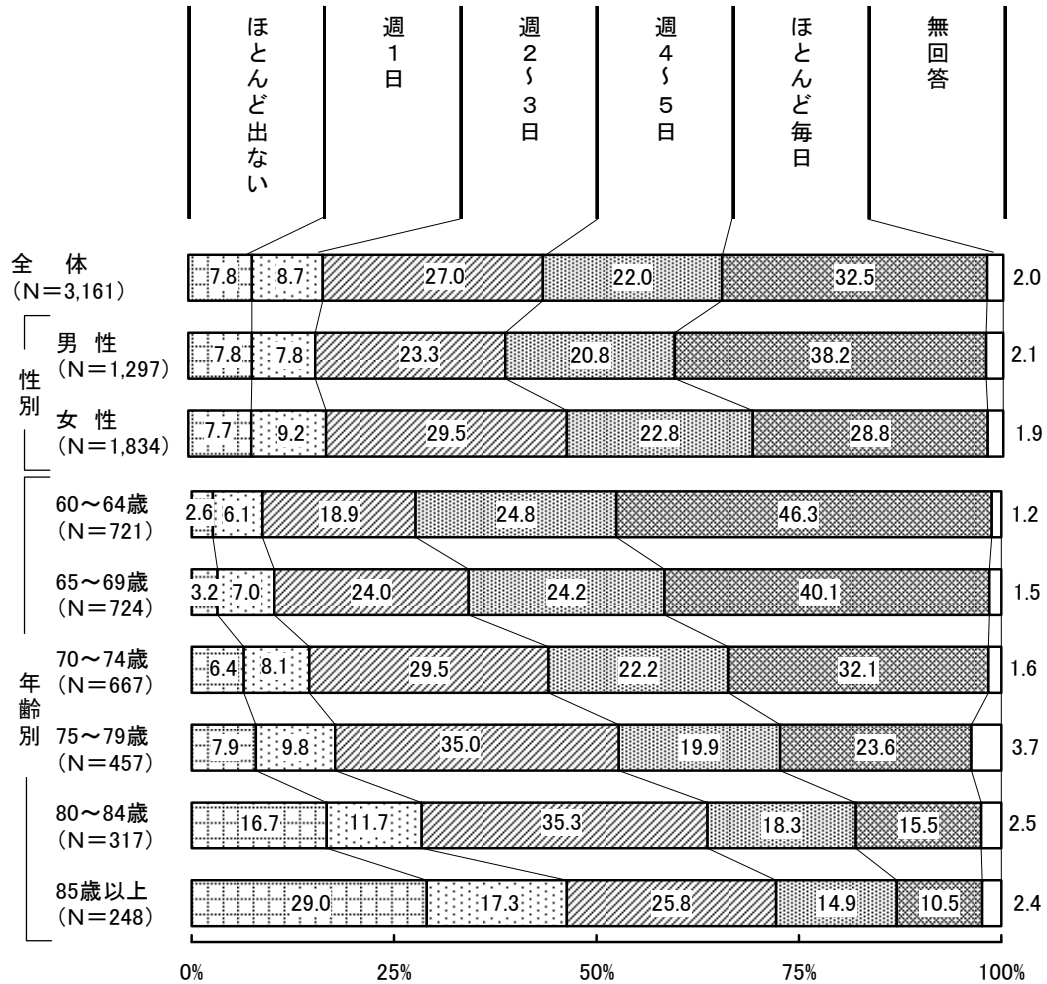 ほとんど出ない
週1日
週2～3日
週4～5日
ほとんど毎日
無回答
全　体
（N＝3,161）
7.8 8.7 27.0 22.0 32.5 2.0
性別
男 性
（N＝1,297）
7.8 7.8 23.3 20.8 38.2 2.1
女 性
（N＝1,834）
7.7 9.2 29.5 22.8 28.8 1.9
年齢別
60～64歳
（N＝721）
2.6 6.1 18.9 24.8 46.3 1.2
65～69歳
（N＝724）
3.2 7.0 24.0 24.2 40.1 1.5
70～74歳
（N＝667）
6.4 8.1 29.5 22.2 32.1 1.6
75～79歳
（N＝457）
7.9 9.8 35.0 19.9 23.6 3.7
80～84歳
（N＝317）
16.7 11.7 35.3 18.3 15.5 2.5
85歳以上
（N＝248）
29.0 17.3 25.8 14.9 10.5 2.4
0% 25% 50% 75% 100%